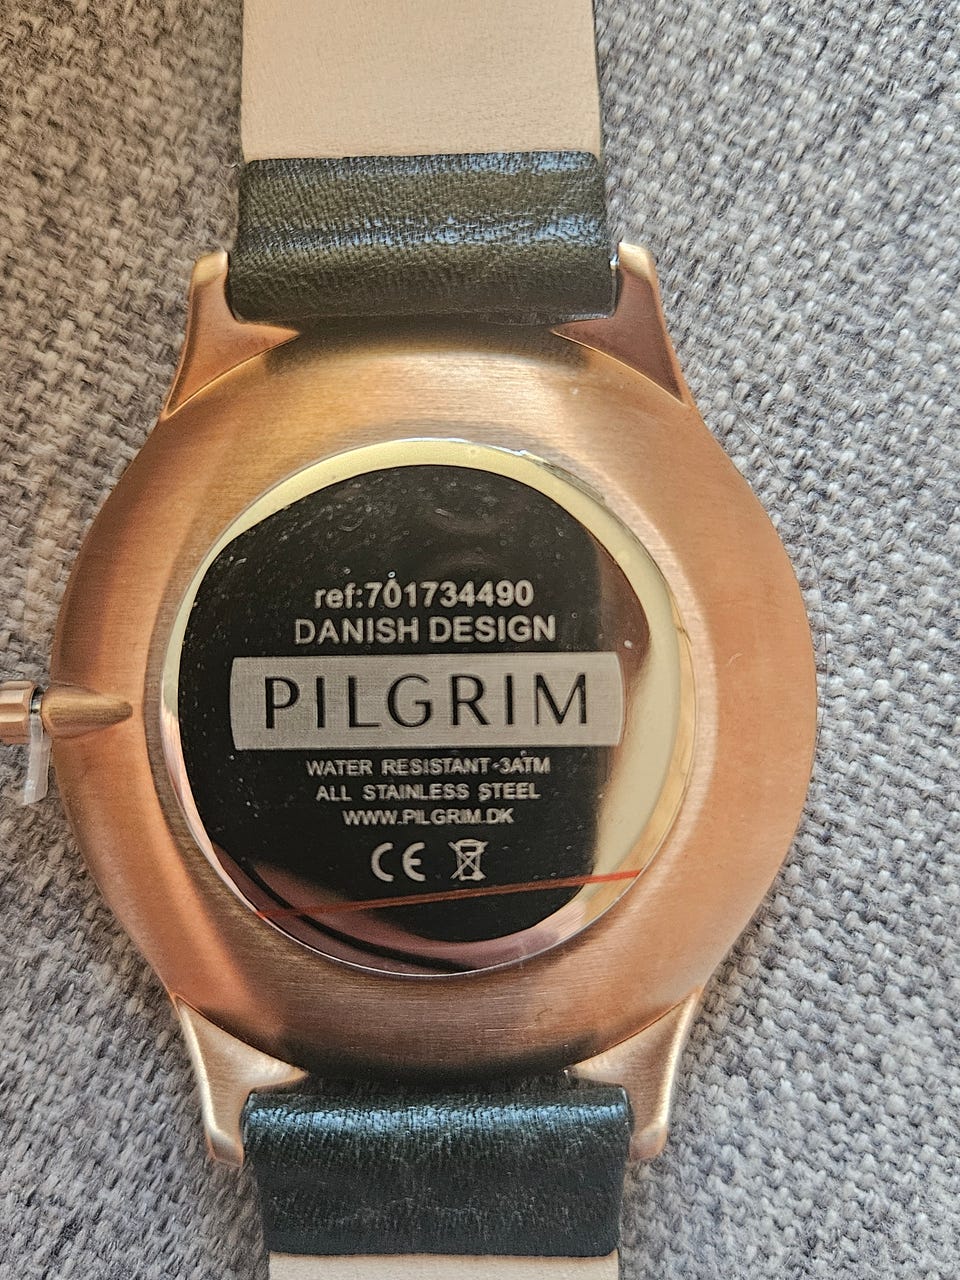 ref:701734490
DANISH DESIGN
PILGRIM
WATER RESISTANT-3ATM
ALL STAINLESS STEEL
WWW.PILGRIM.DK
CE